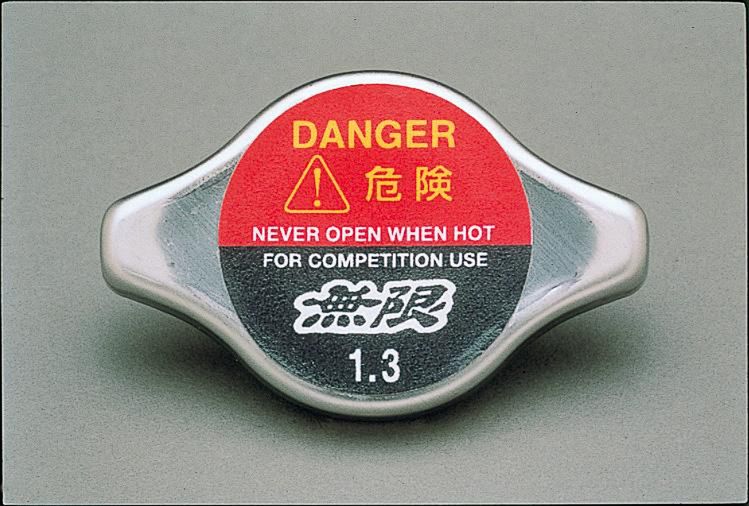 DANGER
危険
NEVER OPEN WHEN HOT
FOR COMPETITION USE
無限
1.3